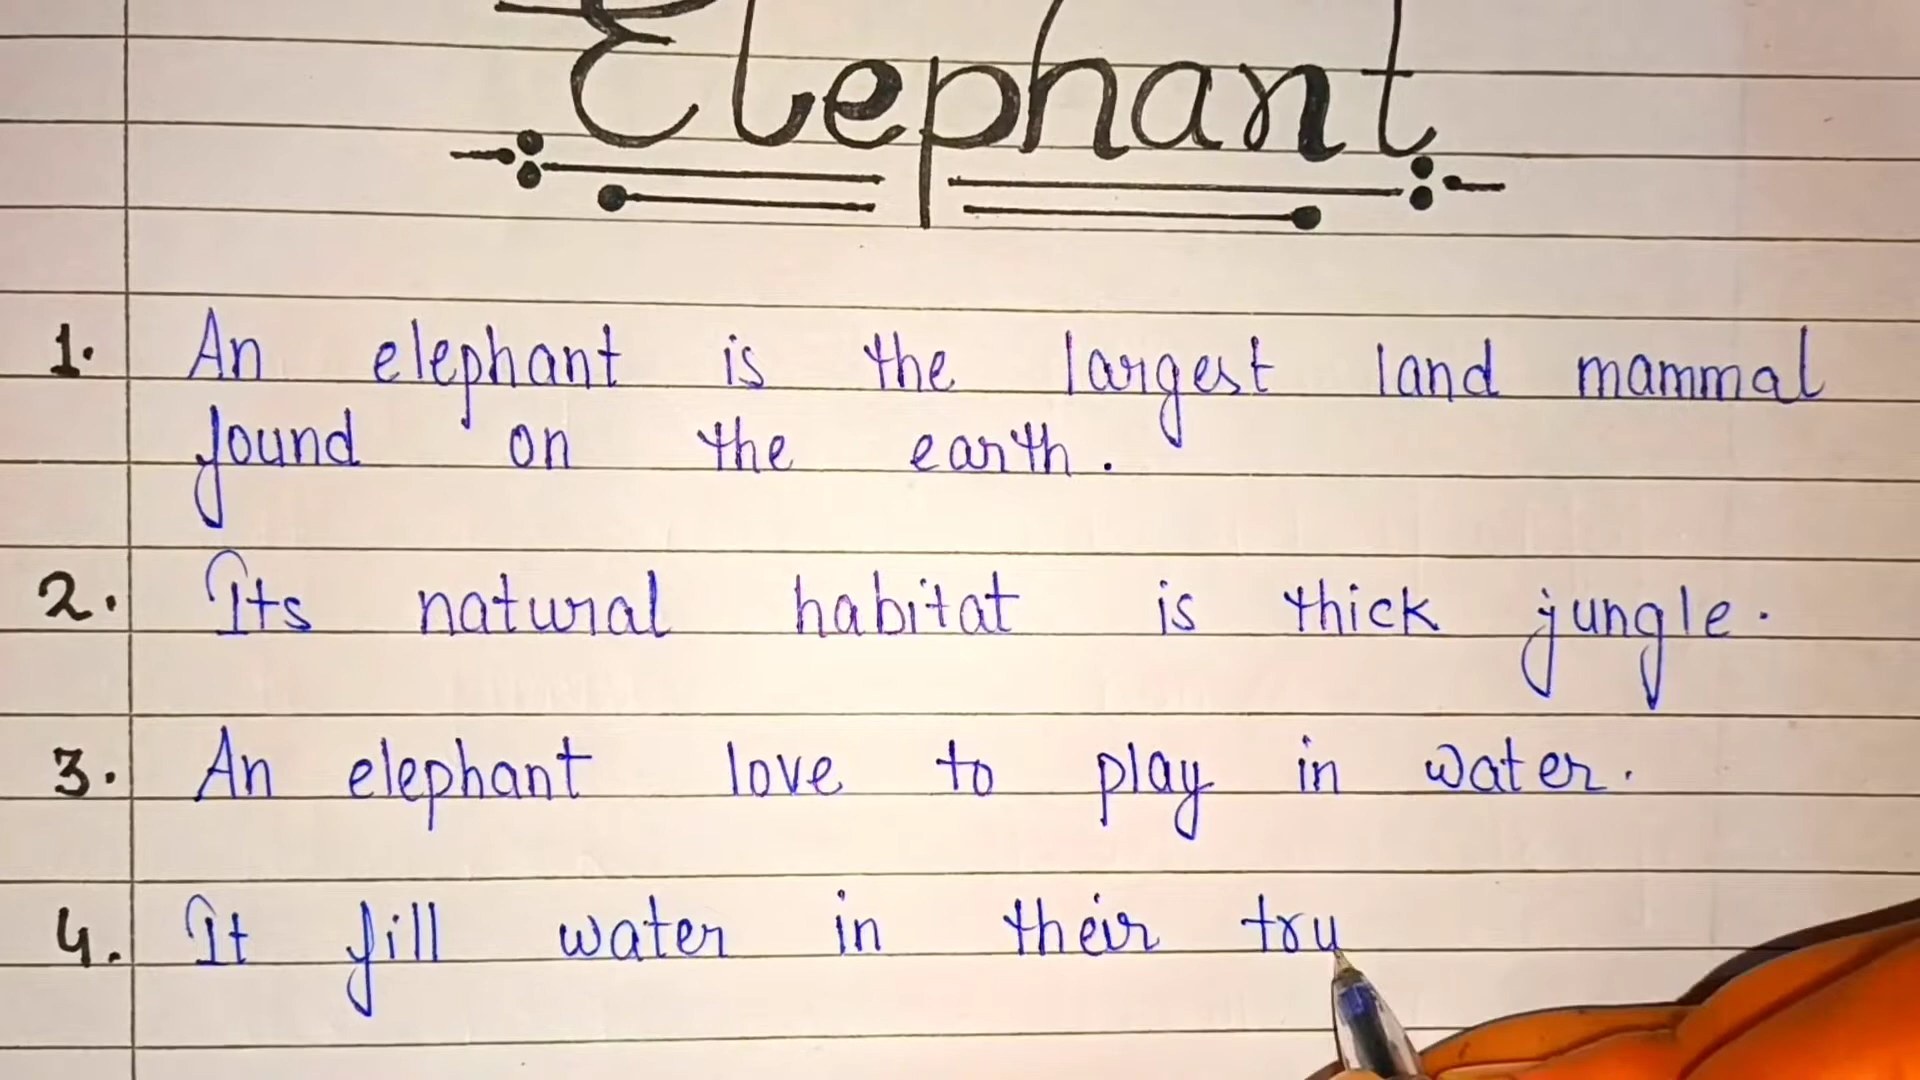 Elephant
1. An elephant is the largest land mammal
found on the earth.
2. Its natural habitat is thick jungle.
3. An elephant love to play in water.
4. It fill water in their tru